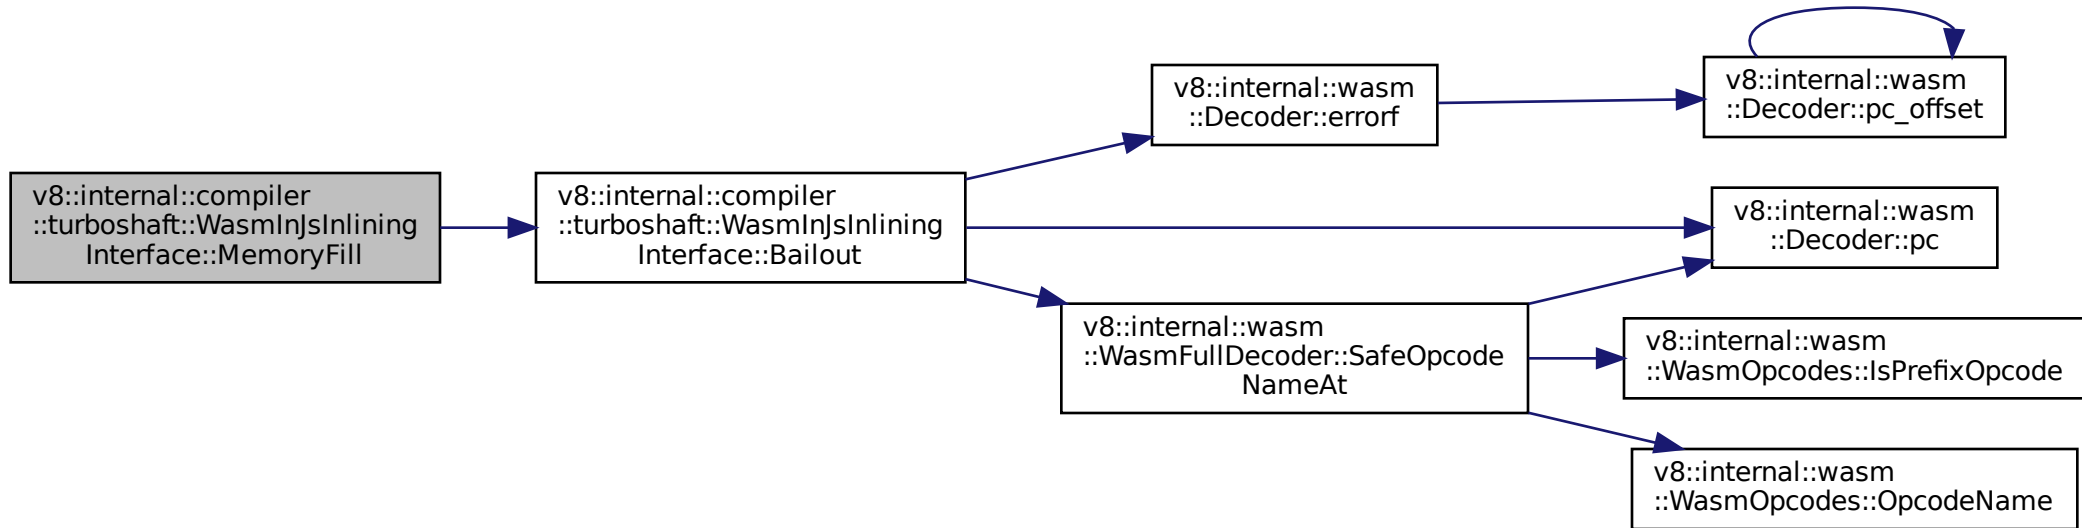 v8::internal::compiler
::turboshaft::WasmInJsInlining
Interface::MemoryFill
v8::internal::compiler
::turboshaft::WasmInJsInlining
Interface::Bailout
v8::internal::wasm
::Decoder::errorf
v8::internal::wasm
::Decoder::pc_offset
v8::internal::wasm
::Decoder::pc
v8::internal::wasm
::WasmFullDecoder::SafeOpcode
NameAt
v8::internal::wasm
::WasmOpcodes::IsPrefixOpcode
v8::internal::wasm
::WasmOpcodes::OpcodeName